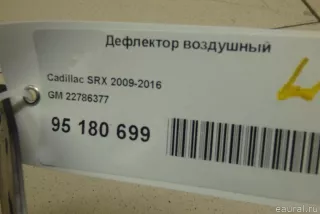 Дефлектор воздушный
Cadillac SRX 2009-2016
GM 22786377
95 180 699
eaural.ru